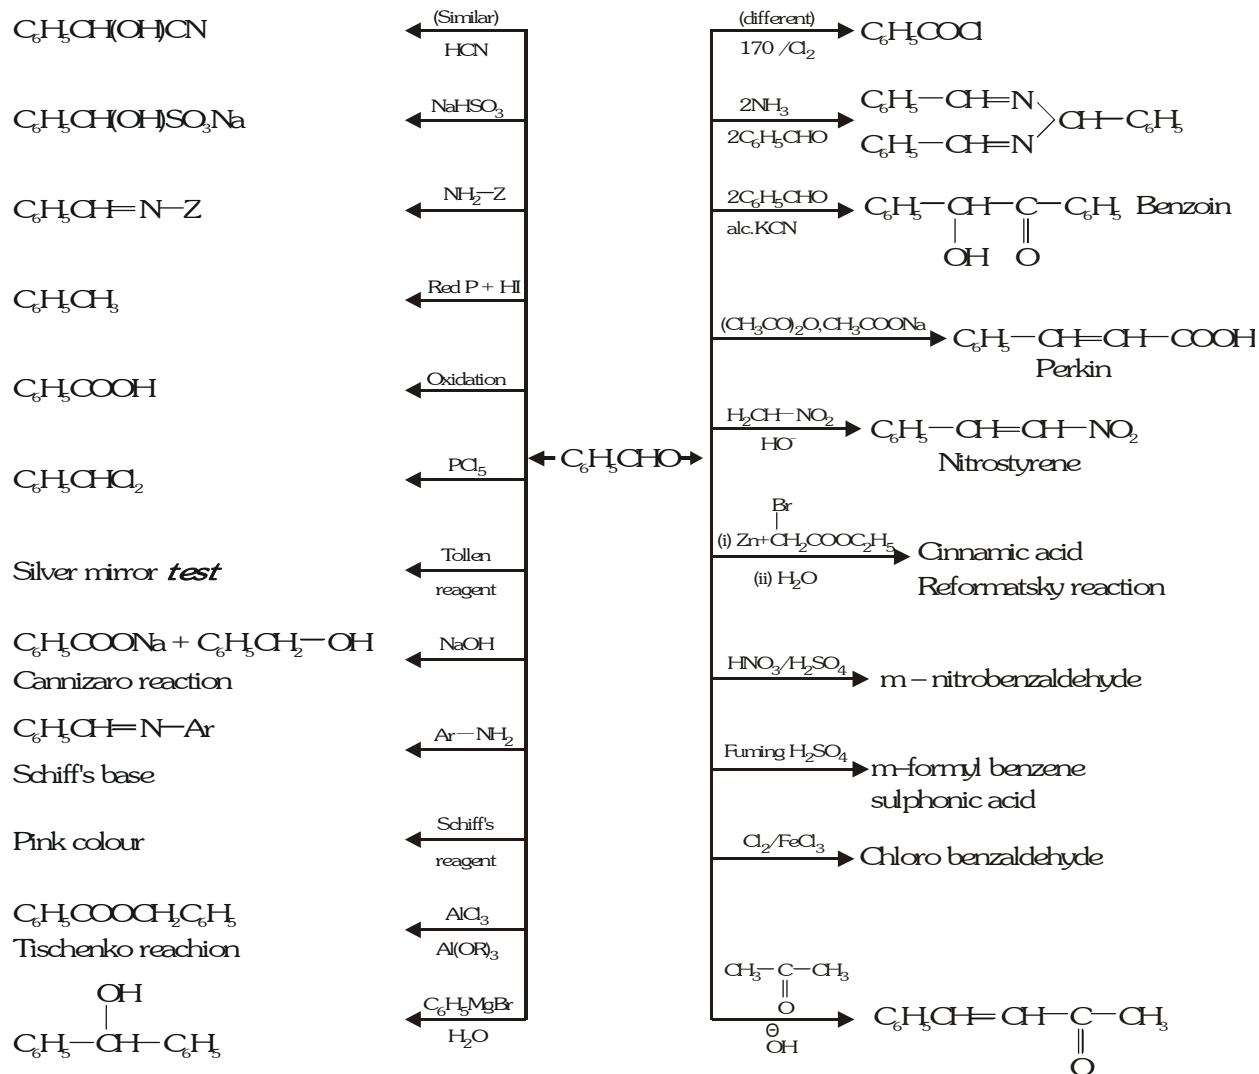 (Similar)
C₆H₅CH(OH)CN
HCN
NaHSO₃
C₆H₅CH(OH)SO₃Na
NH₂—Z
C₆H₅CH=N—Z
Red P + HI
C₆H₅CH₃
Oxidation
C₆H₅COOH
PCl₅
C₆H₅CHCl₂
Tollen
Silver mirror test
reagent
C₆H₅COONa + C₆H₅CH₂—OH
NaOH
Cannizaro reaction
C₆H₅CH=N—Ar
Ar—NH₂
Schiff's base
Schiff's
Pink colour
reagent
C₆H₅COOCH₂C₆H₅
AlCl₃
Tischenko reachion
Al(OR)₃
OH
C₆H₅MgBr
C₆H₅—CH—C₆H₅
H₂O
C₆H₅CHO
(different)
C₆H₅COCl
170 /Cl₂
2NH₃
C₆H₅—CH=N
CH—C₆H₅
2C₆H₅CHO
C₆H₅—CH=N
2C₆H₅CHO
C₆H₅—CH—C—C₆H₅ Benzoin
alc.KCN
OH O
(CH₃CO)₂O,CH₃COONa
C₆H₅—CH=CH—COOH
Perkin
H₂CH—NO₂
C₆H₅—CH=CH—NO₂
HO⁻
Nitrostyrene
Br
(i) Zn+CH₂COOC₂H₅
Cinnamic acid
(ii) H₂O
Reformatsky reaction
HNO₃/H₂SO₄
m – nitrobenzaldehyde
Fuming H₂SO₄
m–formyl benzene
sulphonic acid
Cl₂/FeCl₃
Chloro benzaldehyde
CH₃—C—CH₃
O
C₆H₅CH=CH—C—CH₃
Θ
OH
O